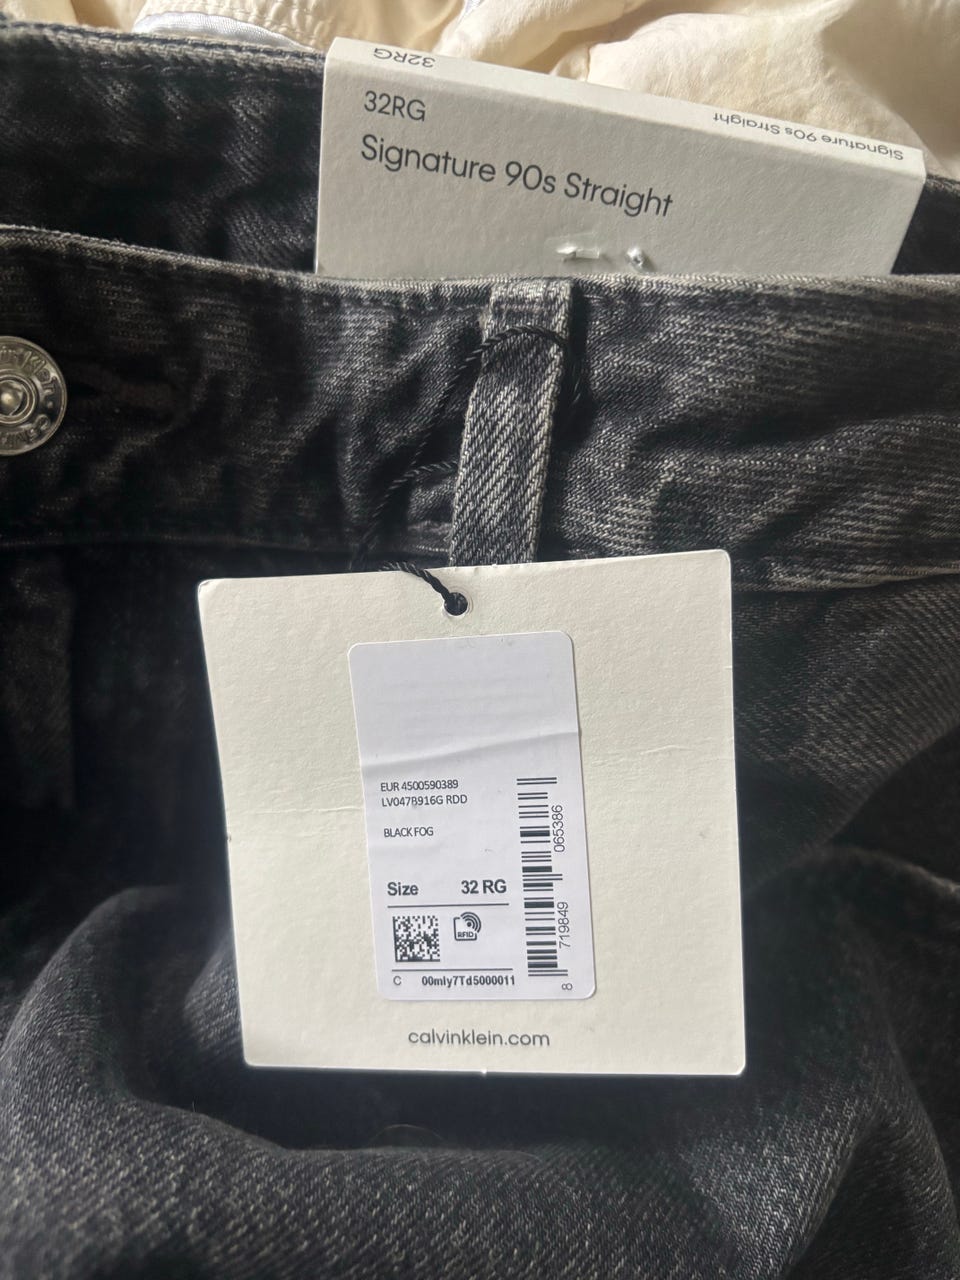 32RG
Signature 90s Straight
32RG
Signature 90s Straight
EUR 4500590389
LV047B916G RDD
BLACK FOG
Size 32 RG
RFID
C 00mly7Td5000011
8 719849 065386
calvinklein.com